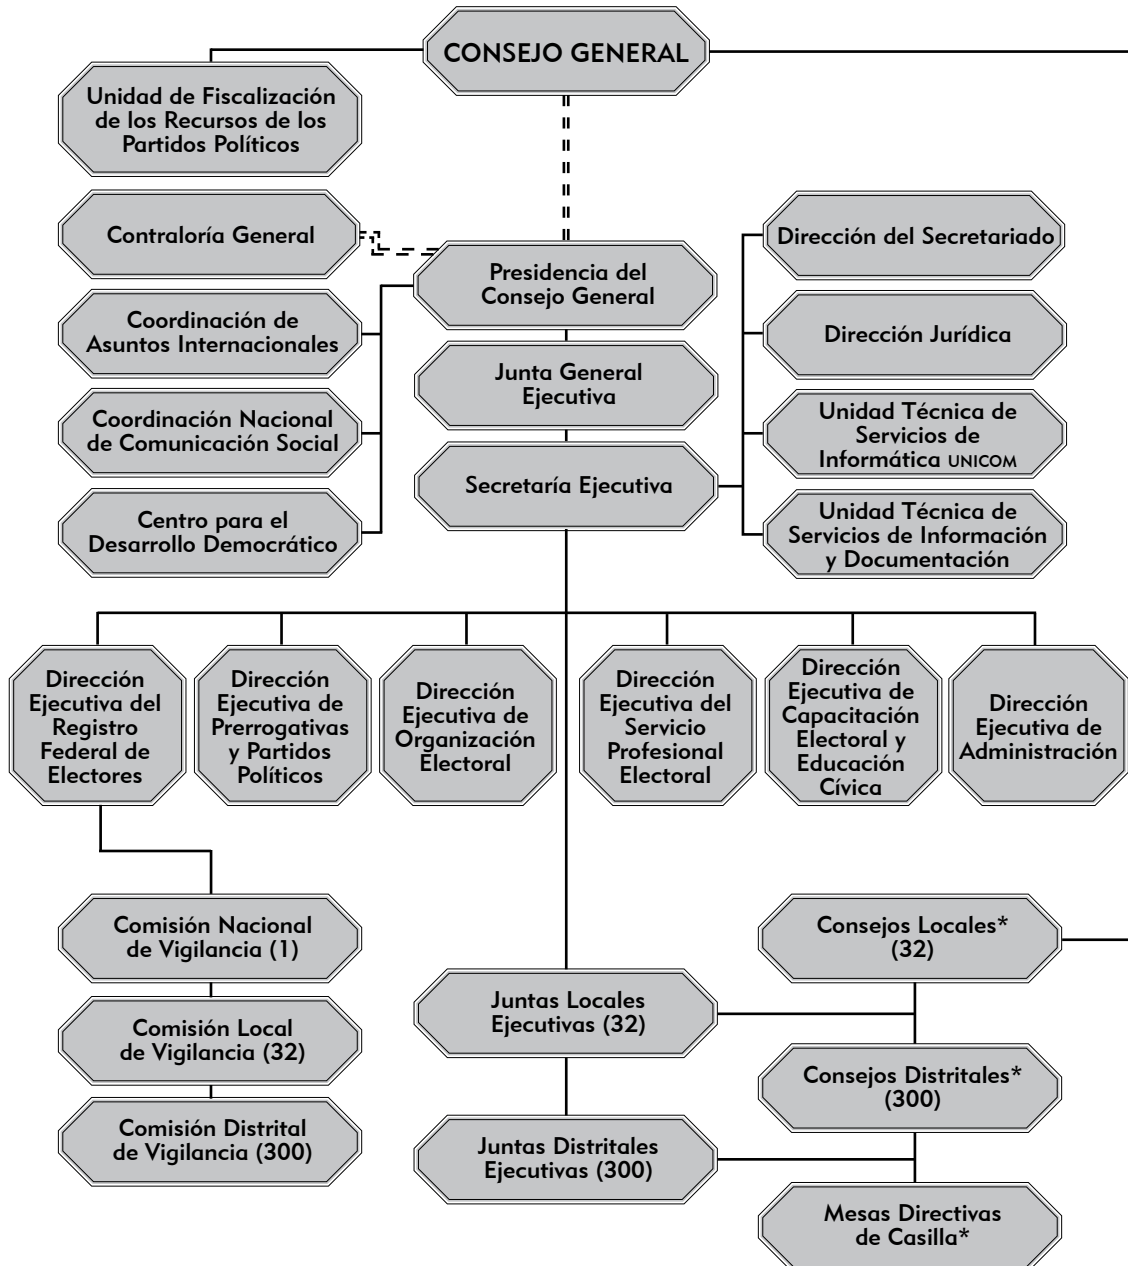 CONSEJO GENERAL
Unidad de Fiscalización
de los Recursos de los
Partidos Políticos
Contraloría General
Dirección del Secretariado
Presidencia del
Consejo General
Coordinación de
Asuntos Internacionales
Dirección Jurídica
Junta General
Ejecutiva
Coordinación Nacional
de Comunicación Social
Unidad Técnica de
Servicios de
Informática UNICOM
Secretaría Ejecutiva
Centro para el
Desarrollo Democrático
Unidad Técnica de
Servicios de Información
y Documentación
Dirección
Ejecutiva del
Registro
Federal de
Electores
Dirección
Ejecutiva de
Prerrogativas
y Partidos
Políticos
Dirección
Ejecutiva de
Organización
Electoral
Dirección
Ejecutiva del
Servicio
Profesional
Electoral
Dirección
Ejecutiva de
Capacitación
Electoral y
Educación
Cívica
Dirección
Ejecutiva de
Administración
Comisión Nacional
de Vigilancia (1)
Consejos Locales*
(32)
Juntas Locales
Ejecutivas (32)
Comisión Local
de Vigilancia (32)
Consejos Distritales*
(300)
Comisión Distrital
de Vigilancia (300)
Juntas Distritales
Ejecutivas (300)
Mesas Directivas
de Casilla*